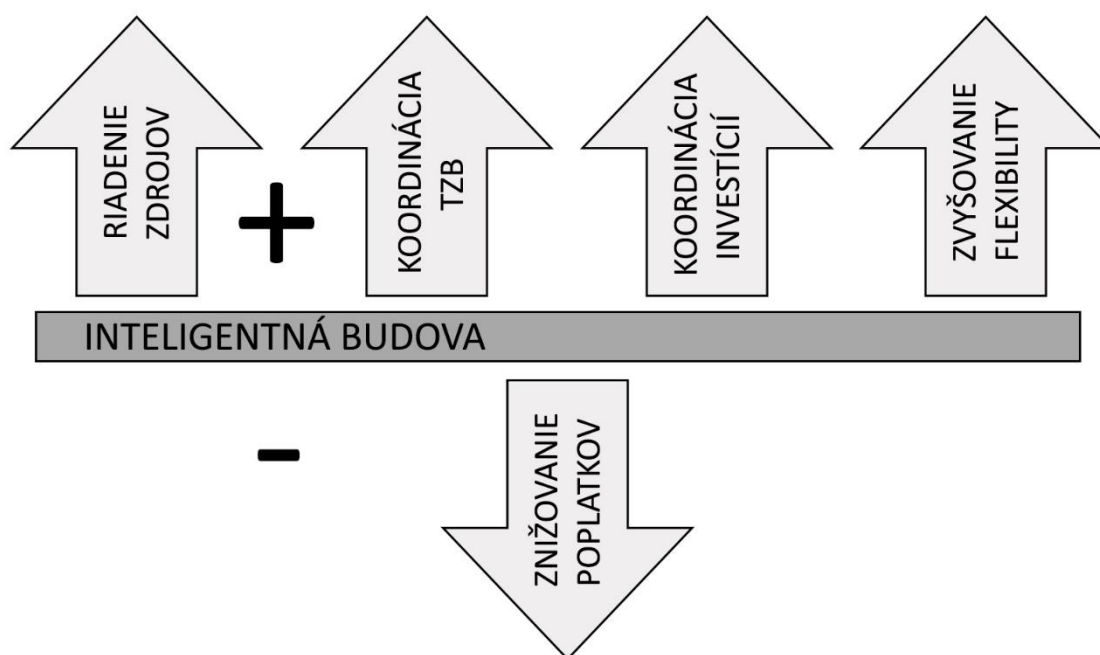 RIADENIE
ZDROJOV
+
KOORDINÁCIA
TZB
KOORDINÁCIA
INVESTÍCIÍ
ZVYŠOVANIE
FLEXIBILITY
INTELIGENTNÁ BUDOVA
-
ZNIŽOVANIE
POPLATKOV